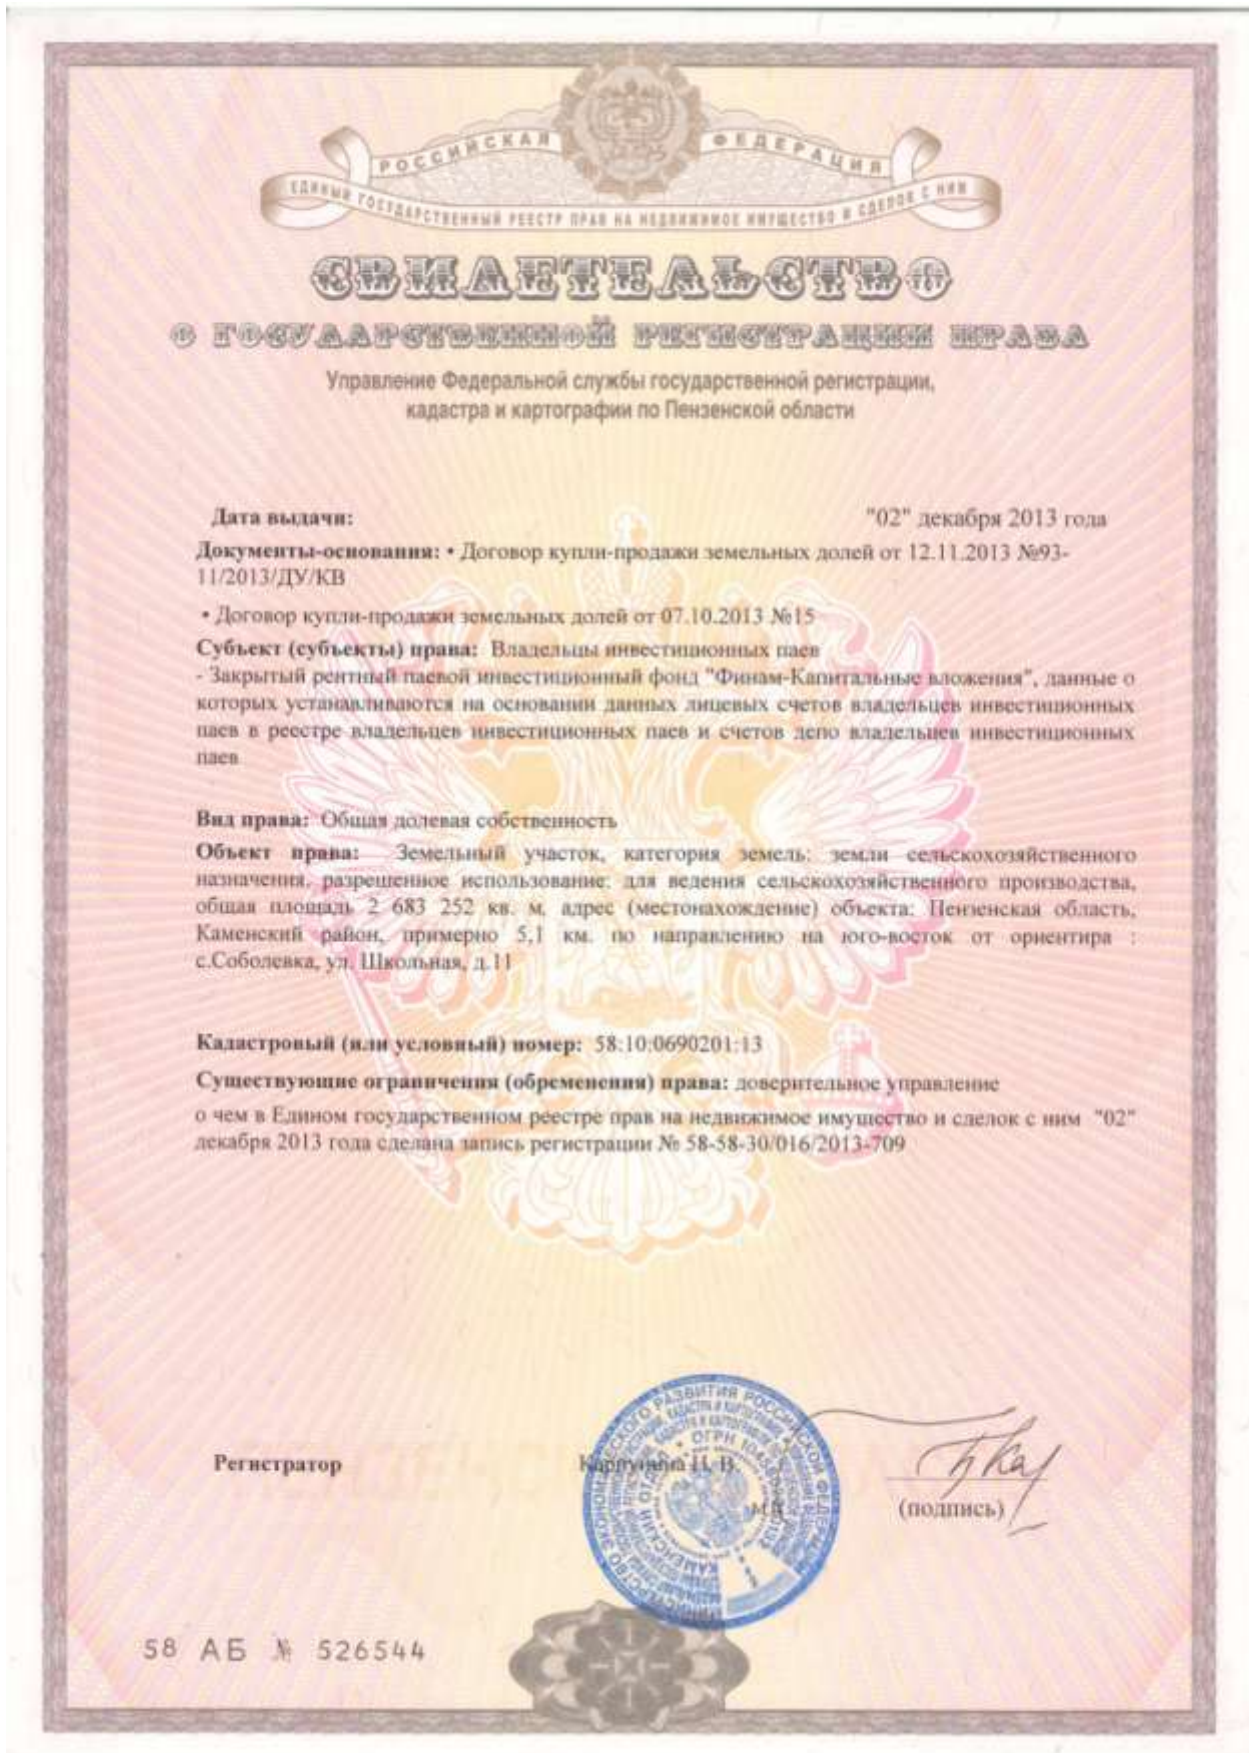 РОССИЙСКАЯ ФЕДЕРАЦИЯ
ЕДИНЫЙ ГОСУДАРСТВЕННЫЙ РЕЕСТР ПРАВ НА НЕДВИЖИМОЕ ИМУЩЕСТВО И СДЕЛОК С НИМ
СВИДЕТЕЛЬСТВО
О ГОСУДАРСТВЕННОЙ РЕГИСТРАЦИИ ПРАВА
Управление Федеральной службы государственной регистрации,
кадастра и картографии по Пензенской области
Дата выдачи: "02" декабря 2013 года
Документы-основания: • Договор купли-продажи земельных долей от 12.11.2013 №93-
11/2013/ДУ/КВ
• Договор купли-продажи земельных долей от 07.10.2013 №15
Субъект (субъекты) права: Владельцы инвестиционных паев
- Закрытый рентный паевой инвестиционный фонд "Финам-Капитальные вложения", данные о
которых устанавливаются на основании данных лицевых счетов владельцев инвестиционных
паев в реестре владельцев инвестиционных паев и счетов депо владельцев инвестиционных
паев
Вид права: Общая долевая собственность
Объект права: Земельный участок, категория земель: земли сельскохозяйственного
назначения, разрешенное использование: для ведения сельскохозяйственного производства,
общая площадь 2 683 252 кв. м, адрес (местонахождение) объекта: Пензенская область,
Каменский район, примерно 5,1 км. по направлению на юго-восток от ориентира :
с.Соболевка, ул. Школьная, д.11
Кадастровый (или условный) номер: 58:10:0690201:13
Существующие ограничения (обременения) права: доверительное управление
о чем в Едином государственном реестре прав на недвижимое имущество и сделок с ним "02"
декабря 2013 года сделана запись регистрации № 58-58-30/016/2013-709
Регистратор Н. В.
(подпись)
КАМЕНСКИЙ ОТДЕЛ
58 АБ № 526544